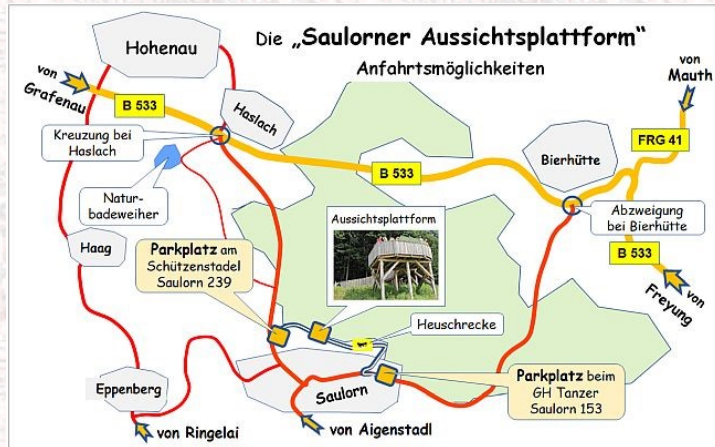 Die „Saulorner Aussichtsplattform“
Anfahrtsmöglichkeiten
Hohenau
von
Grafenau
B 533
Haslach
Kreuzung bei
Haslach
Natur-
badeweiher
Haag
B 533
von
Mauth
FRG 41
Bierhütte
Abzweigung
bei Bierhütte
B 533
von
Freyung
Aussichtsplattform
Parkplatz am
Schützenstadel
Saulorn 239
Heuschrecke
Eppenberg
Saulorn
Parkplatz beim
GH Tanzer
Saulorn 153
von Ringelai
von Aigenstadl